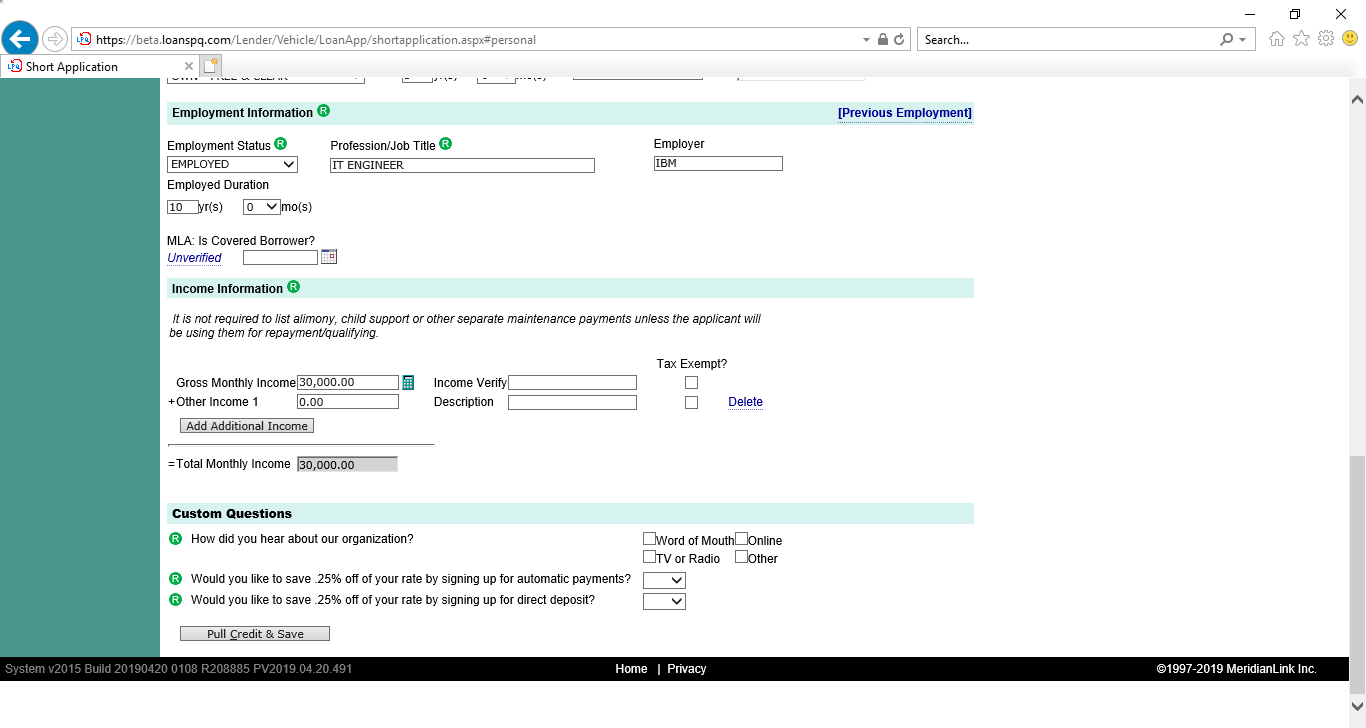 https://beta.loanspq.com/Lender/Vehicle/LoanApp/shortapplication.aspx#personal
Search...
LPQ Short Application
OWN - FREE & CLEAR yr(s) mo(s)
Employment Information R [Previous Employment]
Employment Status R Profession/Job Title R Employer
EMPLOYED IT ENGINEER IBM
Employed Duration
10 yr(s) 0 mo(s)
MLA: Is Covered Borrower?
Unverified
Income Information R
It is not required to list alimony, child support or other separate maintenance payments unless the applicant will
be using them for repayment/qualifying.
Tax Exempt?
Gross Monthly Income 30,000.00 Income Verify
+ Other Income 1 0.00 Description Delete
Add Additional Income
= Total Monthly Income 30,000.00
Custom Questions
R How did you hear about our organization? Word of Mouth Online
TV or Radio Other
R Would you like to save .25% off of your rate by signing up for automatic payments?
R Would you like to save .25% off of your rate by signing up for direct deposit?
Pull Credit & Save
System v2015 Build 20190420 0108 R208885 PV2019.04.20.491 Home | Privacy ©1997-2019 MeridianLink Inc.